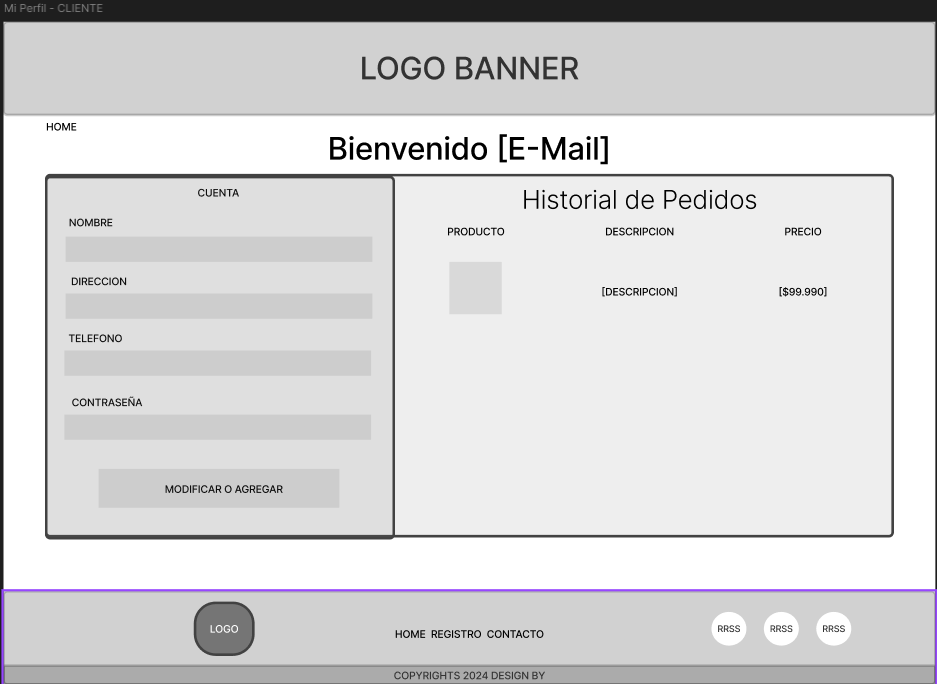 Mi Perfil - CLIENTE
LOGO BANNER
HOME
Bienvenido [E-Mail]
CUENTA
NOMBRE
DIRECCION
TELEFONO
CONTRASEÑA
MODIFICAR O AGREGAR
Historial de Pedidos
PRODUCTO DESCRIPCION PRECIO
[DESCRIPCION] [$99.990]
LOGO
HOME REGISTRO CONTACTO
RRSS RRSS RRSS
COPYRIGHTS 2024 DESIGN BY